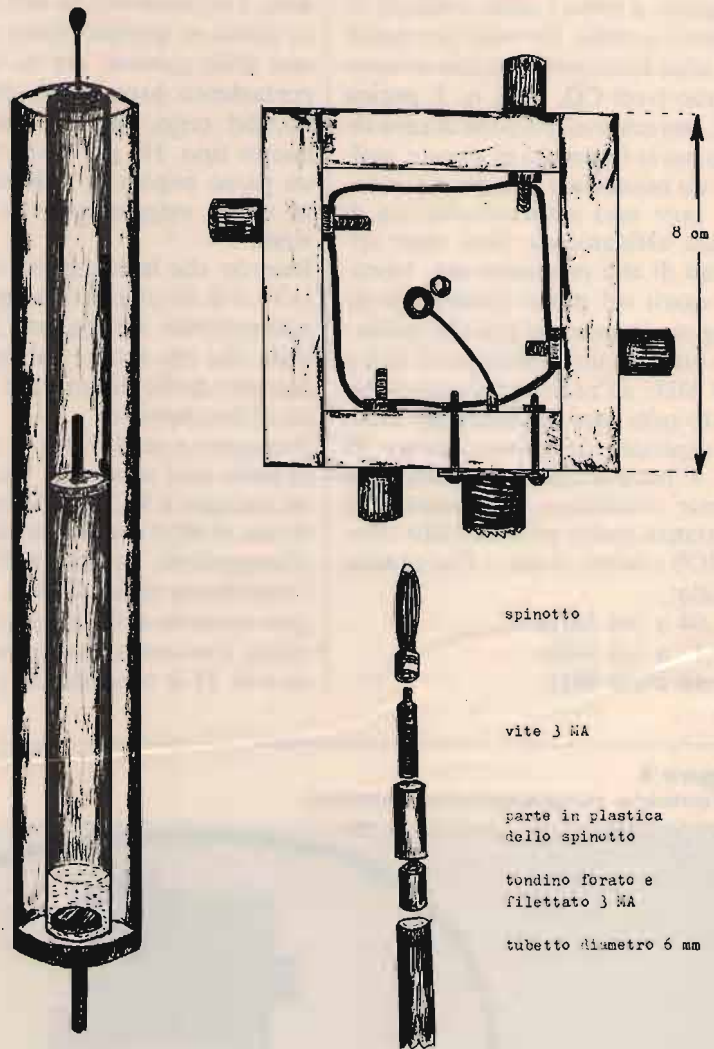 8 cm
spinotto
vite 3 MA
parte in plastica
dello spinotto
tondino forato e
filettato 3 MA
tubetto diametro 6 mm